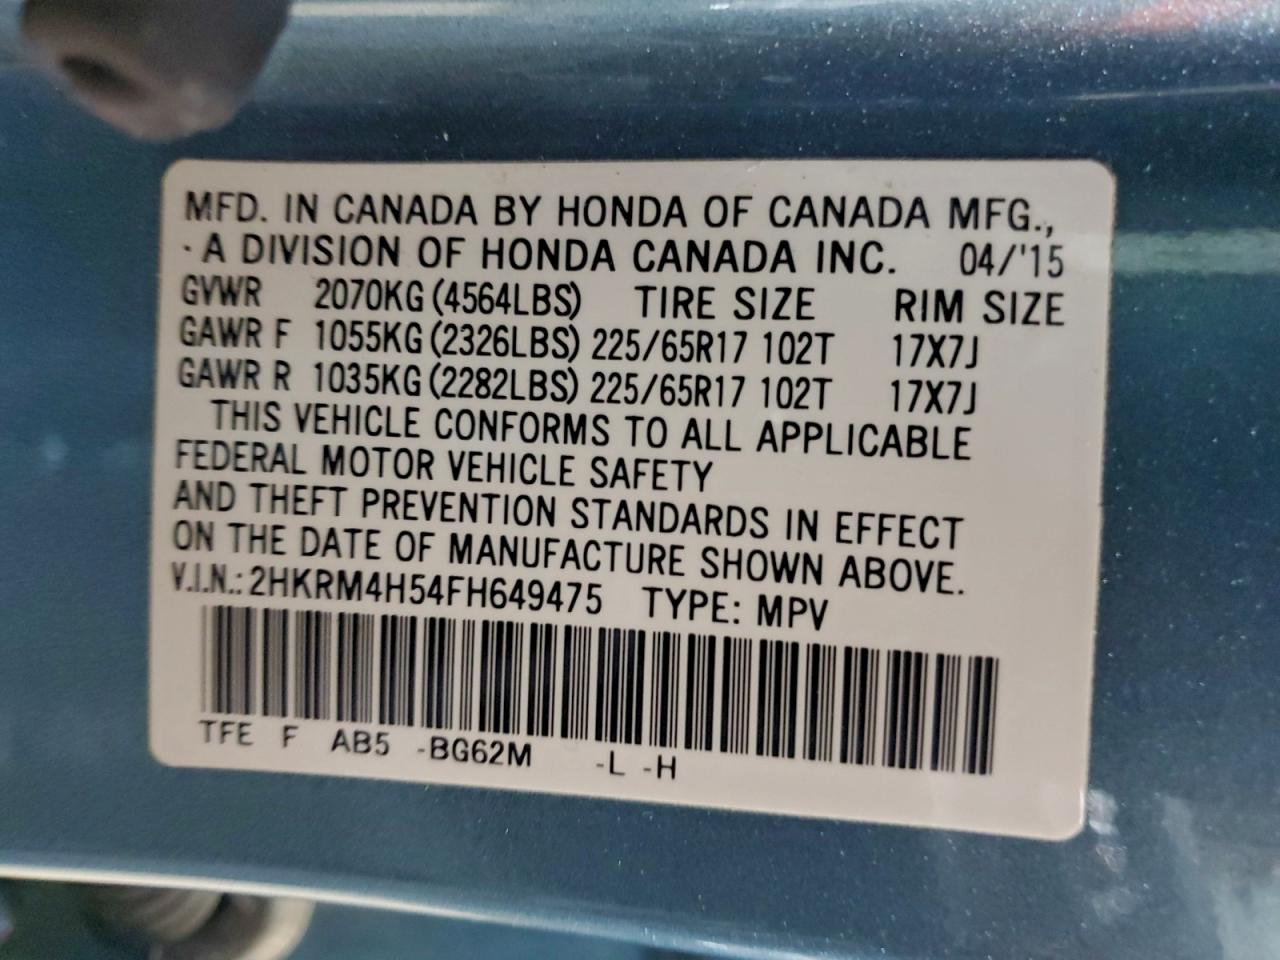 MFD. IN CANADA BY HONDA OF CANADA MFG.,
· A DIVISION OF HONDA CANADA INC. 04/'15
GVWR 2070KG (4564LBS) TIRE SIZE RIM SIZE
GAWR F 1055KG (2326LBS) 225/65R17 102T 17X7J
GAWR R 1035KG (2282LBS) 225/65R17 102T 17X7J
THIS VEHICLE CONFORMS TO ALL APPLICABLE
FEDERAL MOTOR VEHICLE SAFETY
AND THEFT PREVENTION STANDARDS IN EFFECT
ON THE DATE OF MANUFACTURE SHOWN ABOVE.
V.I.N.: 2HKRM4H54FH649475 TYPE: MPV
TFE F AB5 -BG62M -L -H